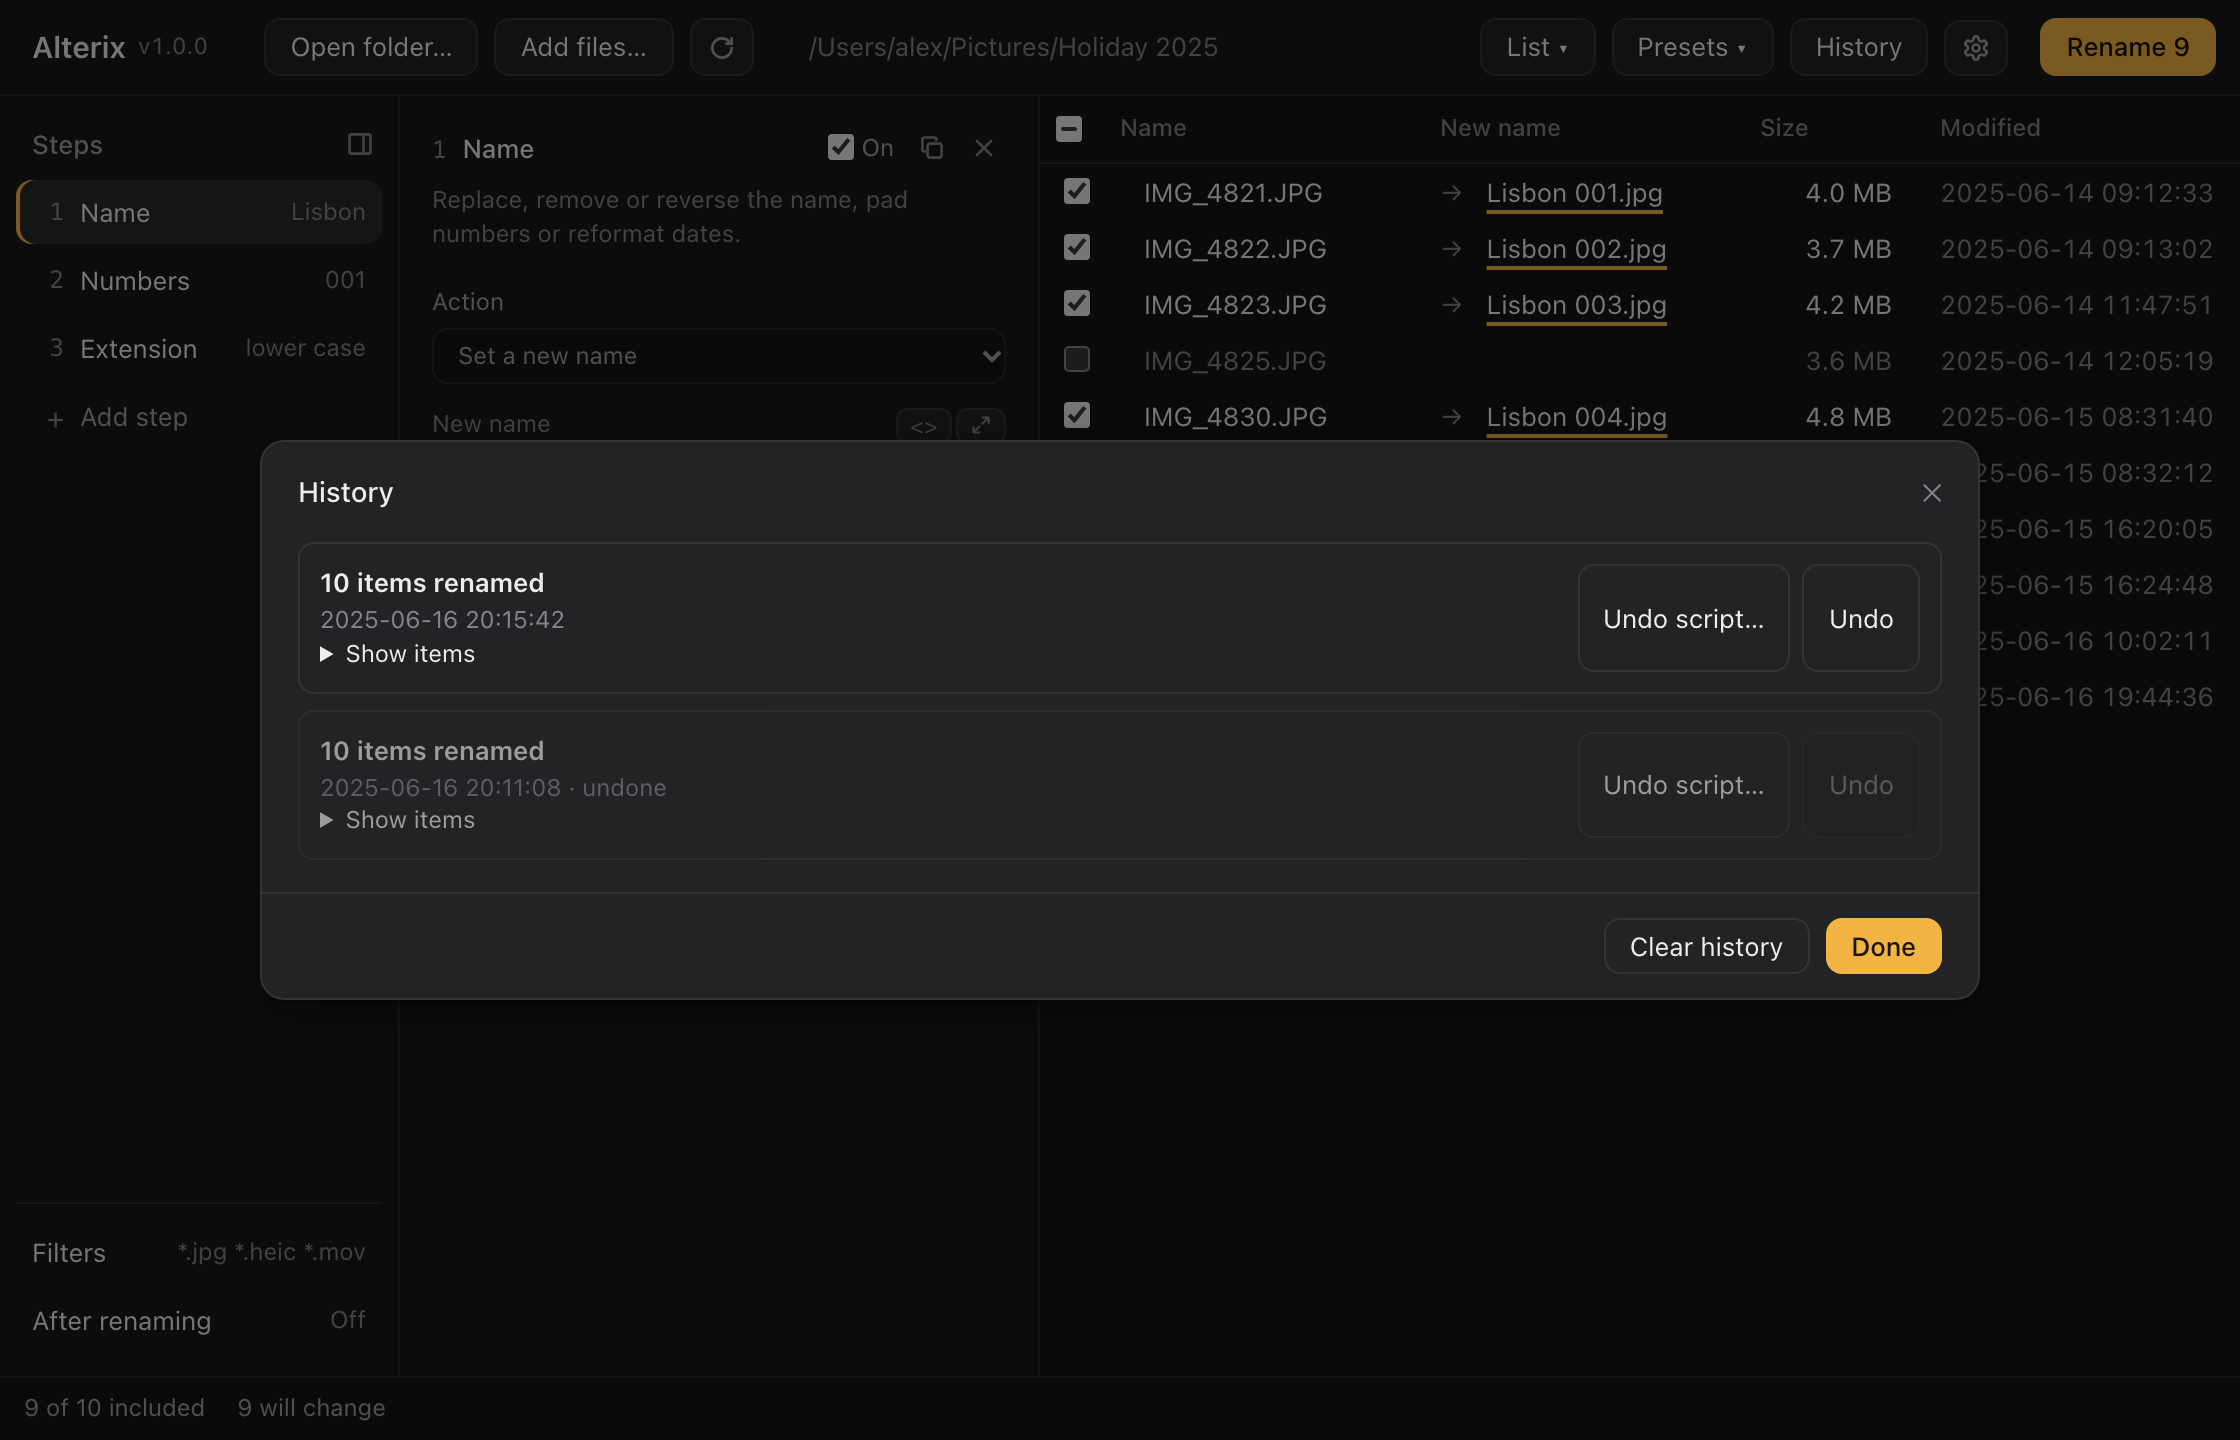 Alterix v1.0.0 Open folder... Add files... /Users/alex/Pictures/Holiday 2025 List ▾ Presets ▾ History Rename 9
Steps
1 Name Lisbon
2 Numbers 001
3 Extension lower case
+ Add step
1 Name On
Replace, remove or reverse the name, pad
numbers or reformat dates.
Action
Set a new name
New name <>
Name New name Size Modified
IMG_4821.JPG → Lisbon 001.jpg 4.0 MB 2025-06-14 09:12:33
IMG_4822.JPG → Lisbon 002.jpg 3.7 MB 2025-06-14 09:13:02
IMG_4823.JPG → Lisbon 003.jpg 4.2 MB 2025-06-14 11:47:51
IMG_4825.JPG 3.6 MB 2025-06-14 12:05:19
IMG_4830.JPG → Lisbon 004.jpg 4.8 MB 2025-06-15 08:31:40
25-06-15 08:32:12
25-06-15 16:20:05
25-06-15 16:24:48
25-06-16 10:02:11
25-06-16 19:44:36
History
10 items renamed
2025-06-16 20:15:42
Show items
Undo script... Undo
10 items renamed
2025-06-16 20:11:08 · undone
Show items
Undo script... Undo
Clear history Done
Filters *.jpg *.heic *.mov
After renaming Off
9 of 10 included 9 will change